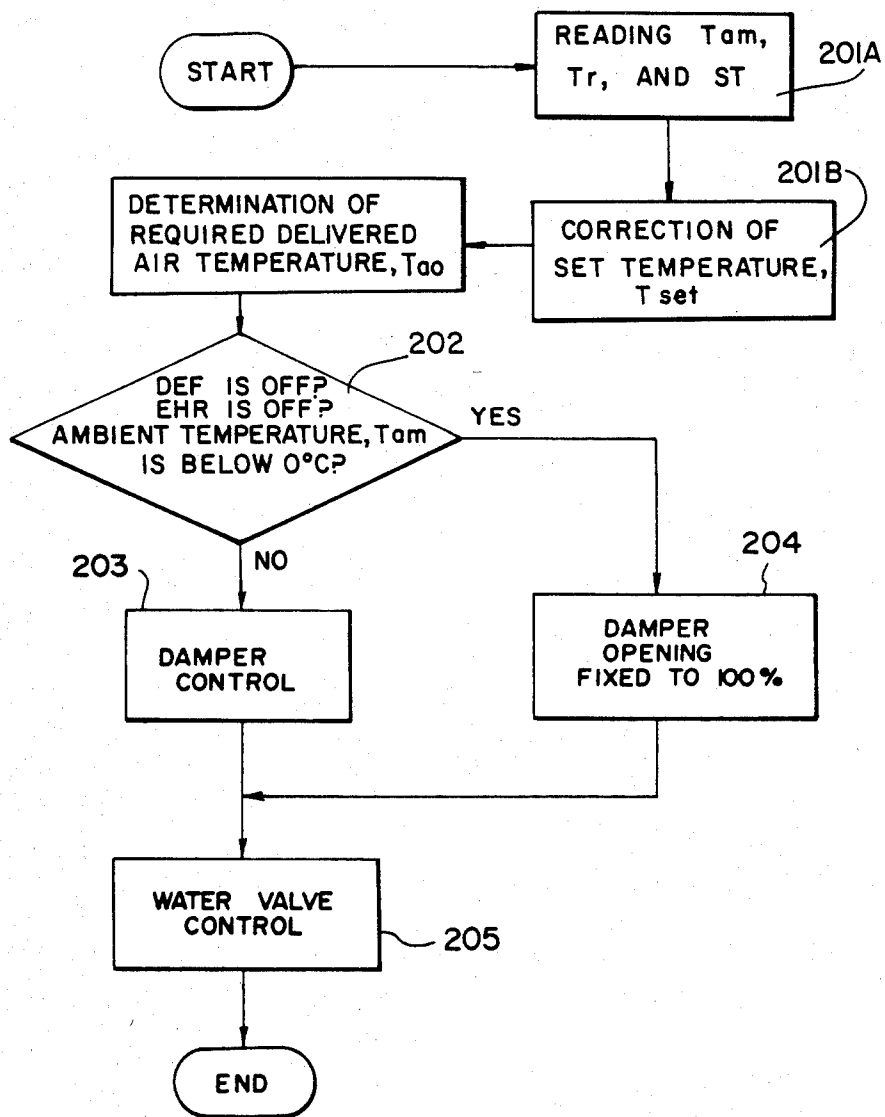 START
READING Tam,
Tr, AND ST
201A
201B
CORRECTION OF
SET TEMPERATURE,
Tset
DETERMINATION OF
REQUIRED DELIVERED
AIR TEMPERATURE, Tao
202
DEF IS OFF?
EHR IS OFF?
AMBIENT TEMPERATURE, Tam
IS BELOW 0°C?
YES
NO
203
DAMPER
CONTROL
204
DAMPER
OPENING
FIXED TO 100%
WATER VALVE
CONTROL
205
END